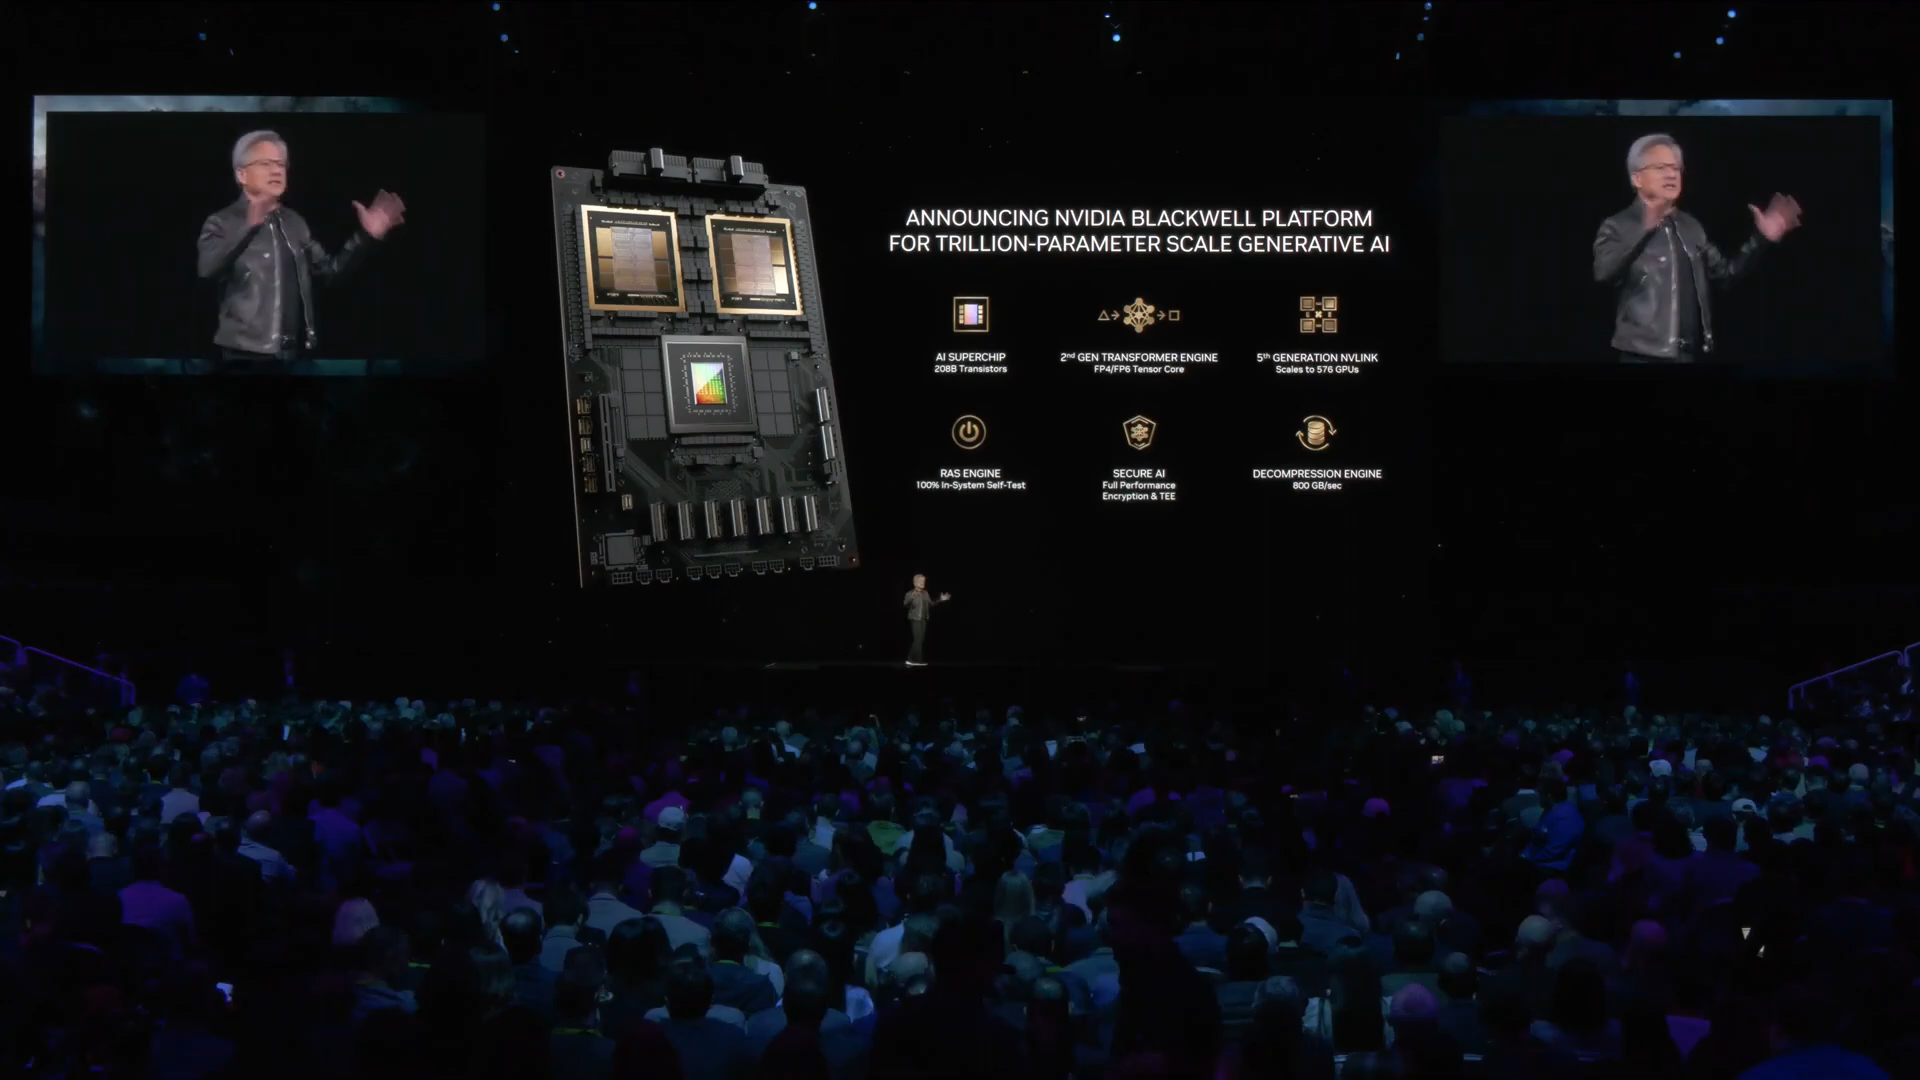 ANNOUNCING NVIDIA BLACKWELL PLATFORM
FOR TRILLION-PARAMETER SCALE GENERATIVE AI
AI SUPERCHIP
208B Transistors
2nd GEN TRANSFORMER ENGINE
FP4/FP6 Tensor Core
5th GENERATION NVLINK
Scales to 576 GPUs
RAS ENGINE
100% In-System Self-Test
SECURE AI
Full Performance
Encryption & TEE
DECOMPRESSION ENGINE
800 GB/sec